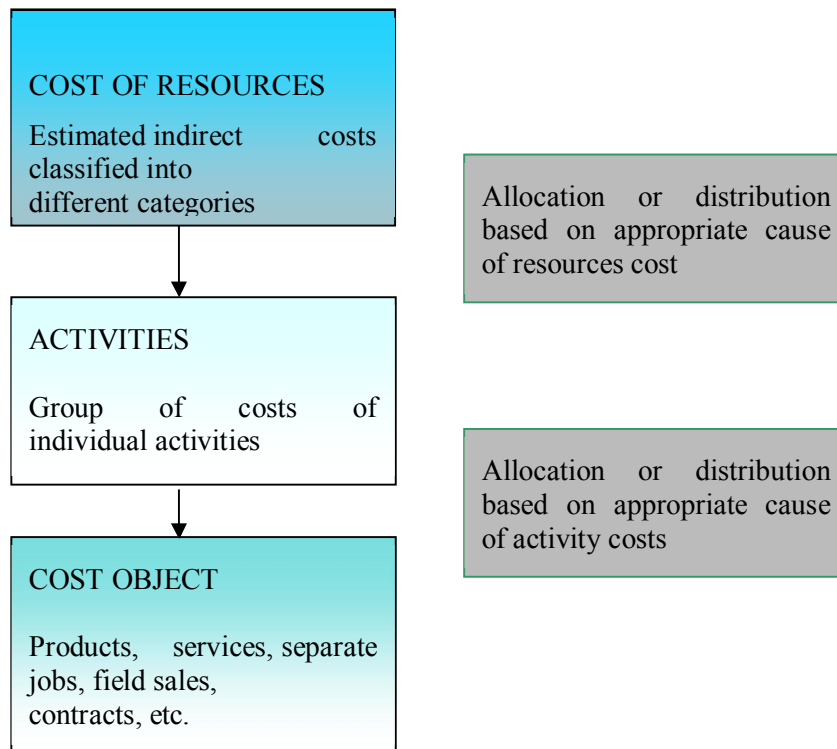 COST OF RESOURCES
Estimated indirect costs
classified into
different categories
Allocation or distribution
based on appropriate cause
of resources cost
ACTIVITIES
Group of costs of
individual activities
Allocation or distribution
based on appropriate cause
of activity costs
COST OBJECT
Products, services, separate
jobs, field sales,
contracts, etc.